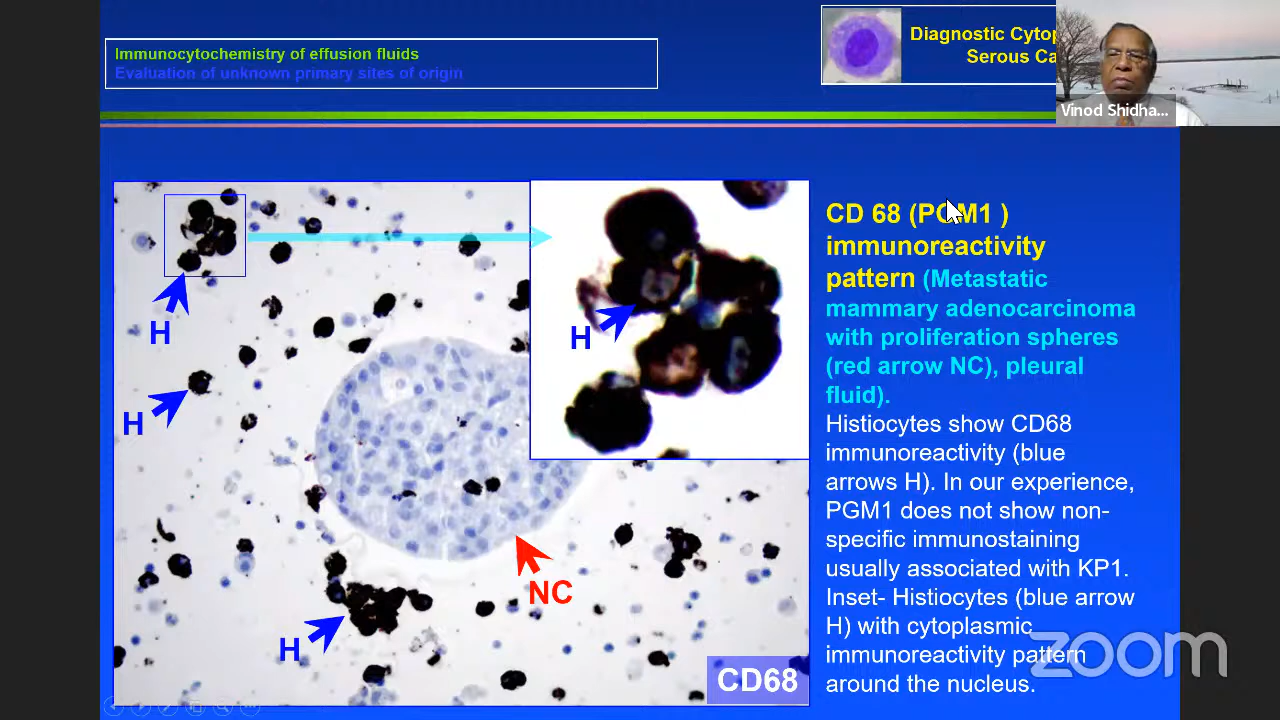 Immunocytochemistry of effusion fluids
Evaluation of unknown primary sites of origin
Diagnostic
Serous
Vinod Shidha...
CD 68 (PGM1 )
immunoreactivity
pattern (Metastatic
mammary adenocarcinoma
with proliferation spheres
(red arrow NC), pleural
fluid).
Histiocytes show CD68
immunoreactivity (blue
arrows H). In our experience,
PGM1 does not show non-
specific immunostaining
usually associated with KP1.
Inset- Histiocytes (blue arrow
H) with cytoplasmic
immunoreactivity pattern
around the nucleus.
H
H
H
H
NC
CD68
zoom